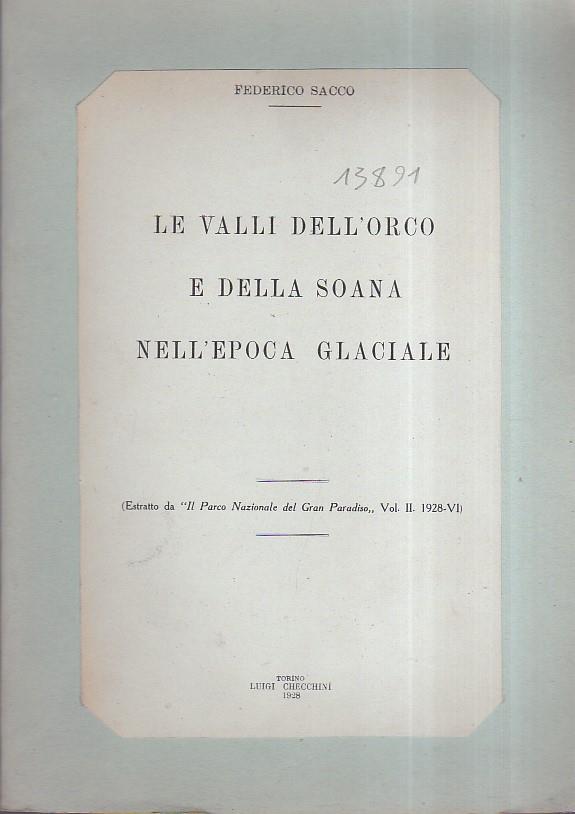 FEDERICO SACCO
13891
LE VALLI DELL'ORCO
E DELLA SOANA
NELL'EPOCA GLACIALE
(Estratto da "Il Parco Nazionale del Gran Paradiso„ Vol. II. 1928-VI)
TORINO
LUIGI CHECCHINI
1928